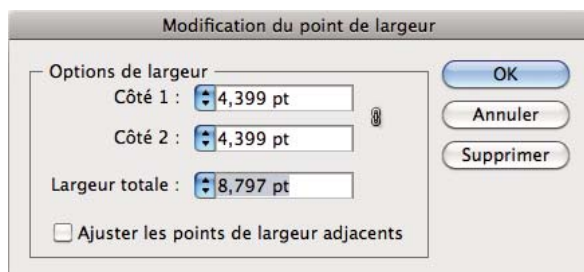 Modification du point de largeur
Options de largeur
Côté 1 : 4,399 pt
Côté 2 : 4,399 pt
Largeur totale : 8,797 pt
Ajuster les points de largeur adjacents
OK
Annuler
Supprimer